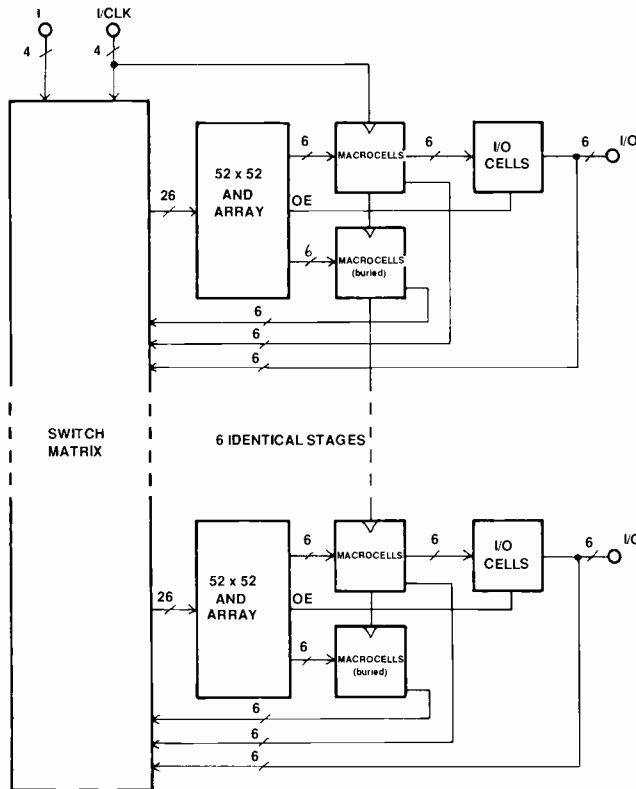 I
I/CLK
4
4
6
MACROCELLS
6
I/O
CELLS
6
I/O
52 x 52
AND
ARRAY
26
OE
6
MACROCELLS
(buried)
6
6
6
SWITCH
MATRIX
6 IDENTICAL STAGES
6
MACROCELLS
6
I/O
CELLS
6
I/O
52 x 52
AND
ARRAY
26
OE
6
MACROCELLS
(buried)
6
6
6